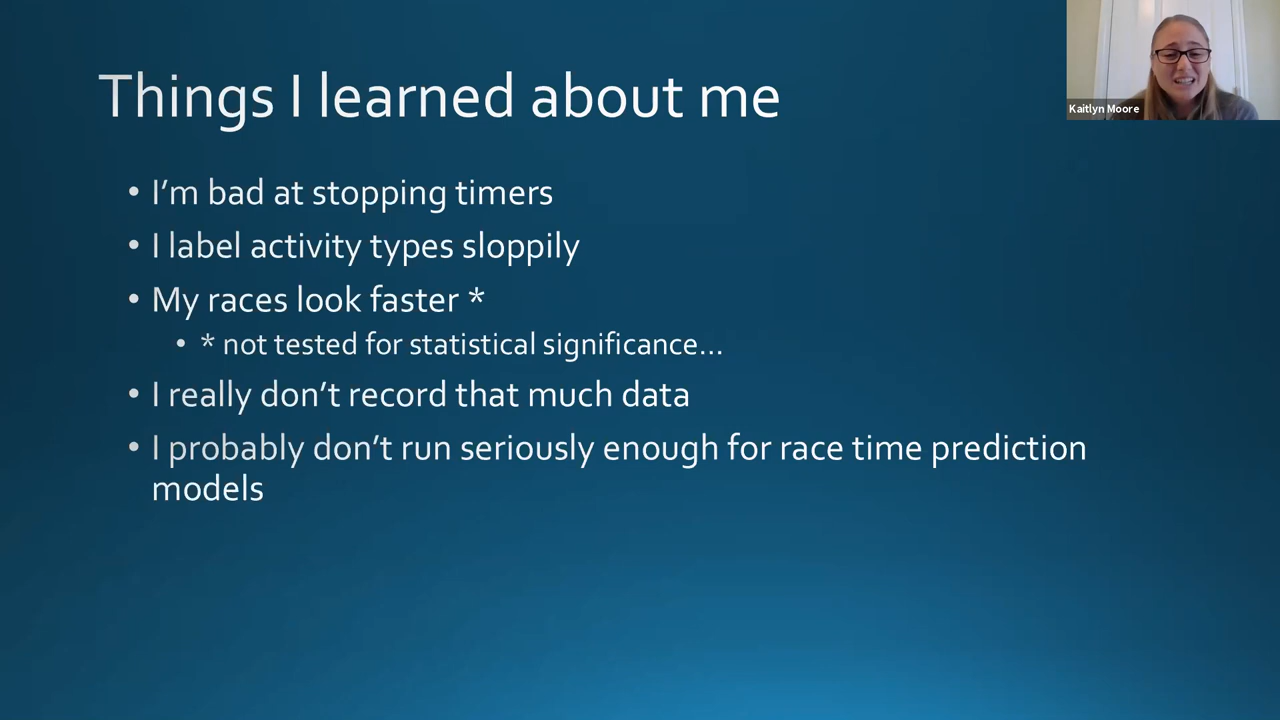 Things I learned about me
Kaitlyn Moore
• I’m bad at stopping timers
• I label activity types sloppily
• My races look faster *
• * not tested for statistical significance…
• I really don’t record that much data
• I probably don’t run seriously enough for race time prediction
models